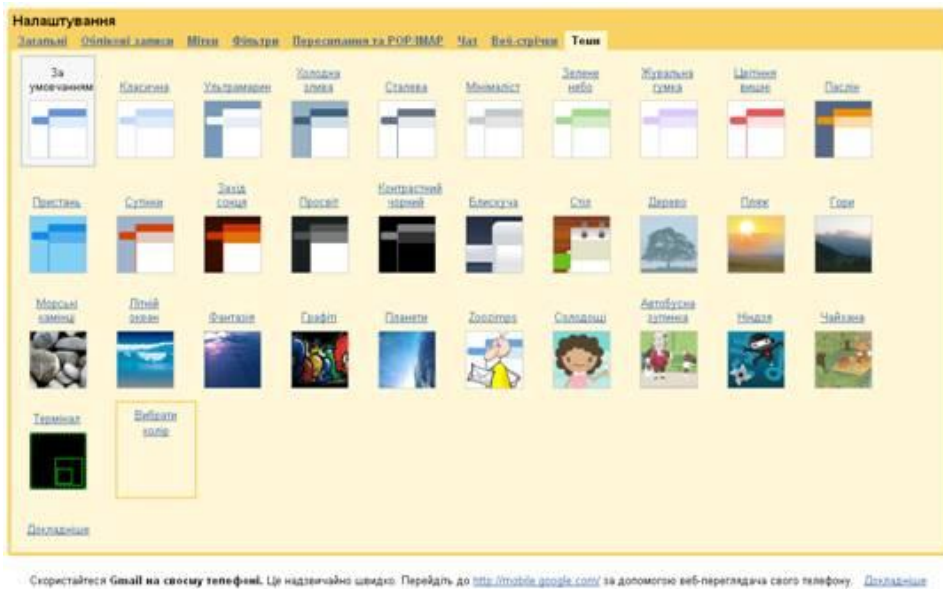 Налаштування
Загальні Облікові записи Мітки Фільтри Пересилання та POP/IMAP Чат Веб-стрічки Теми
За умовчанням Класична Ультрамарин Холодна злива Сталева Мінімаліст Зелене небо Жувальна гумка Цвітіння вишні Паслін
Пристань Сутінки Захід сонця Просвіт Контрастний чорний Блискуча Стіл Дерево Пляж Гори
Морські камінці Літній океан Фантазія Графіті Планети Zoozimps Солодощі Автобусна зупинка Ніндзя Чайхана
Термінал Вибрати колір
Докладніше
Скористайтеся Gmail на своєму телефоні. Це надзвичайно швидко. Перейдіть до http://mobile.google.com/ за допомогою веб-переглядача свого телефону. Докладніше